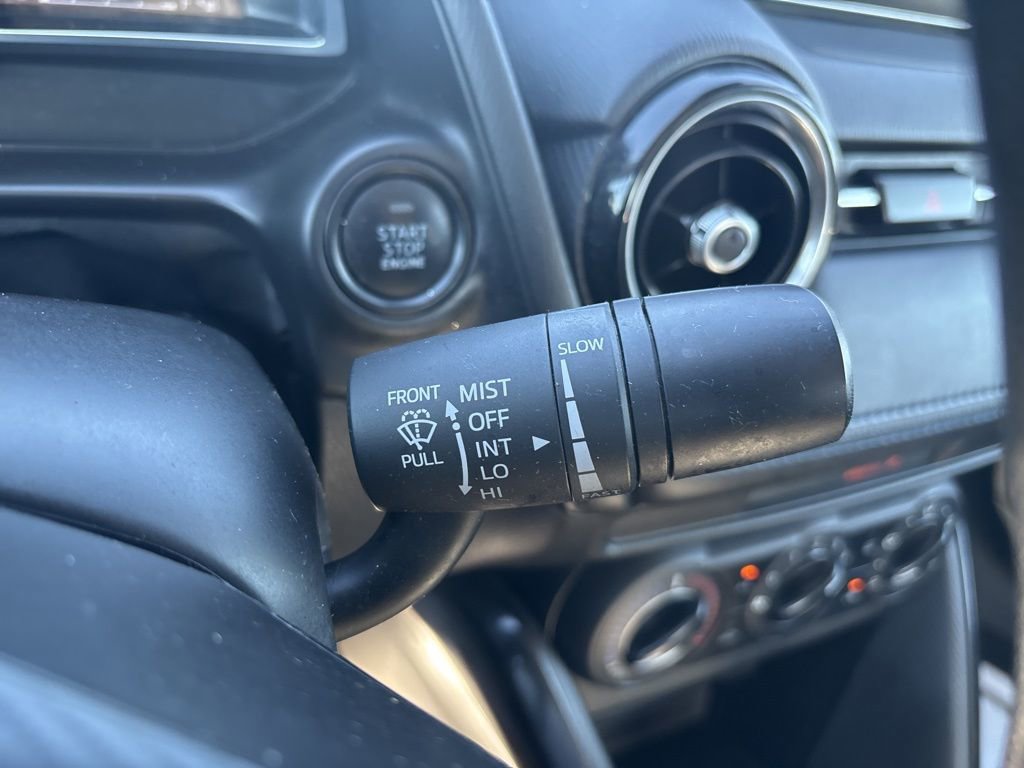 START
STOP
ENGINE
SLOW
FRONT
MIST
OFF
INT
PULL
LO
HI
FAST